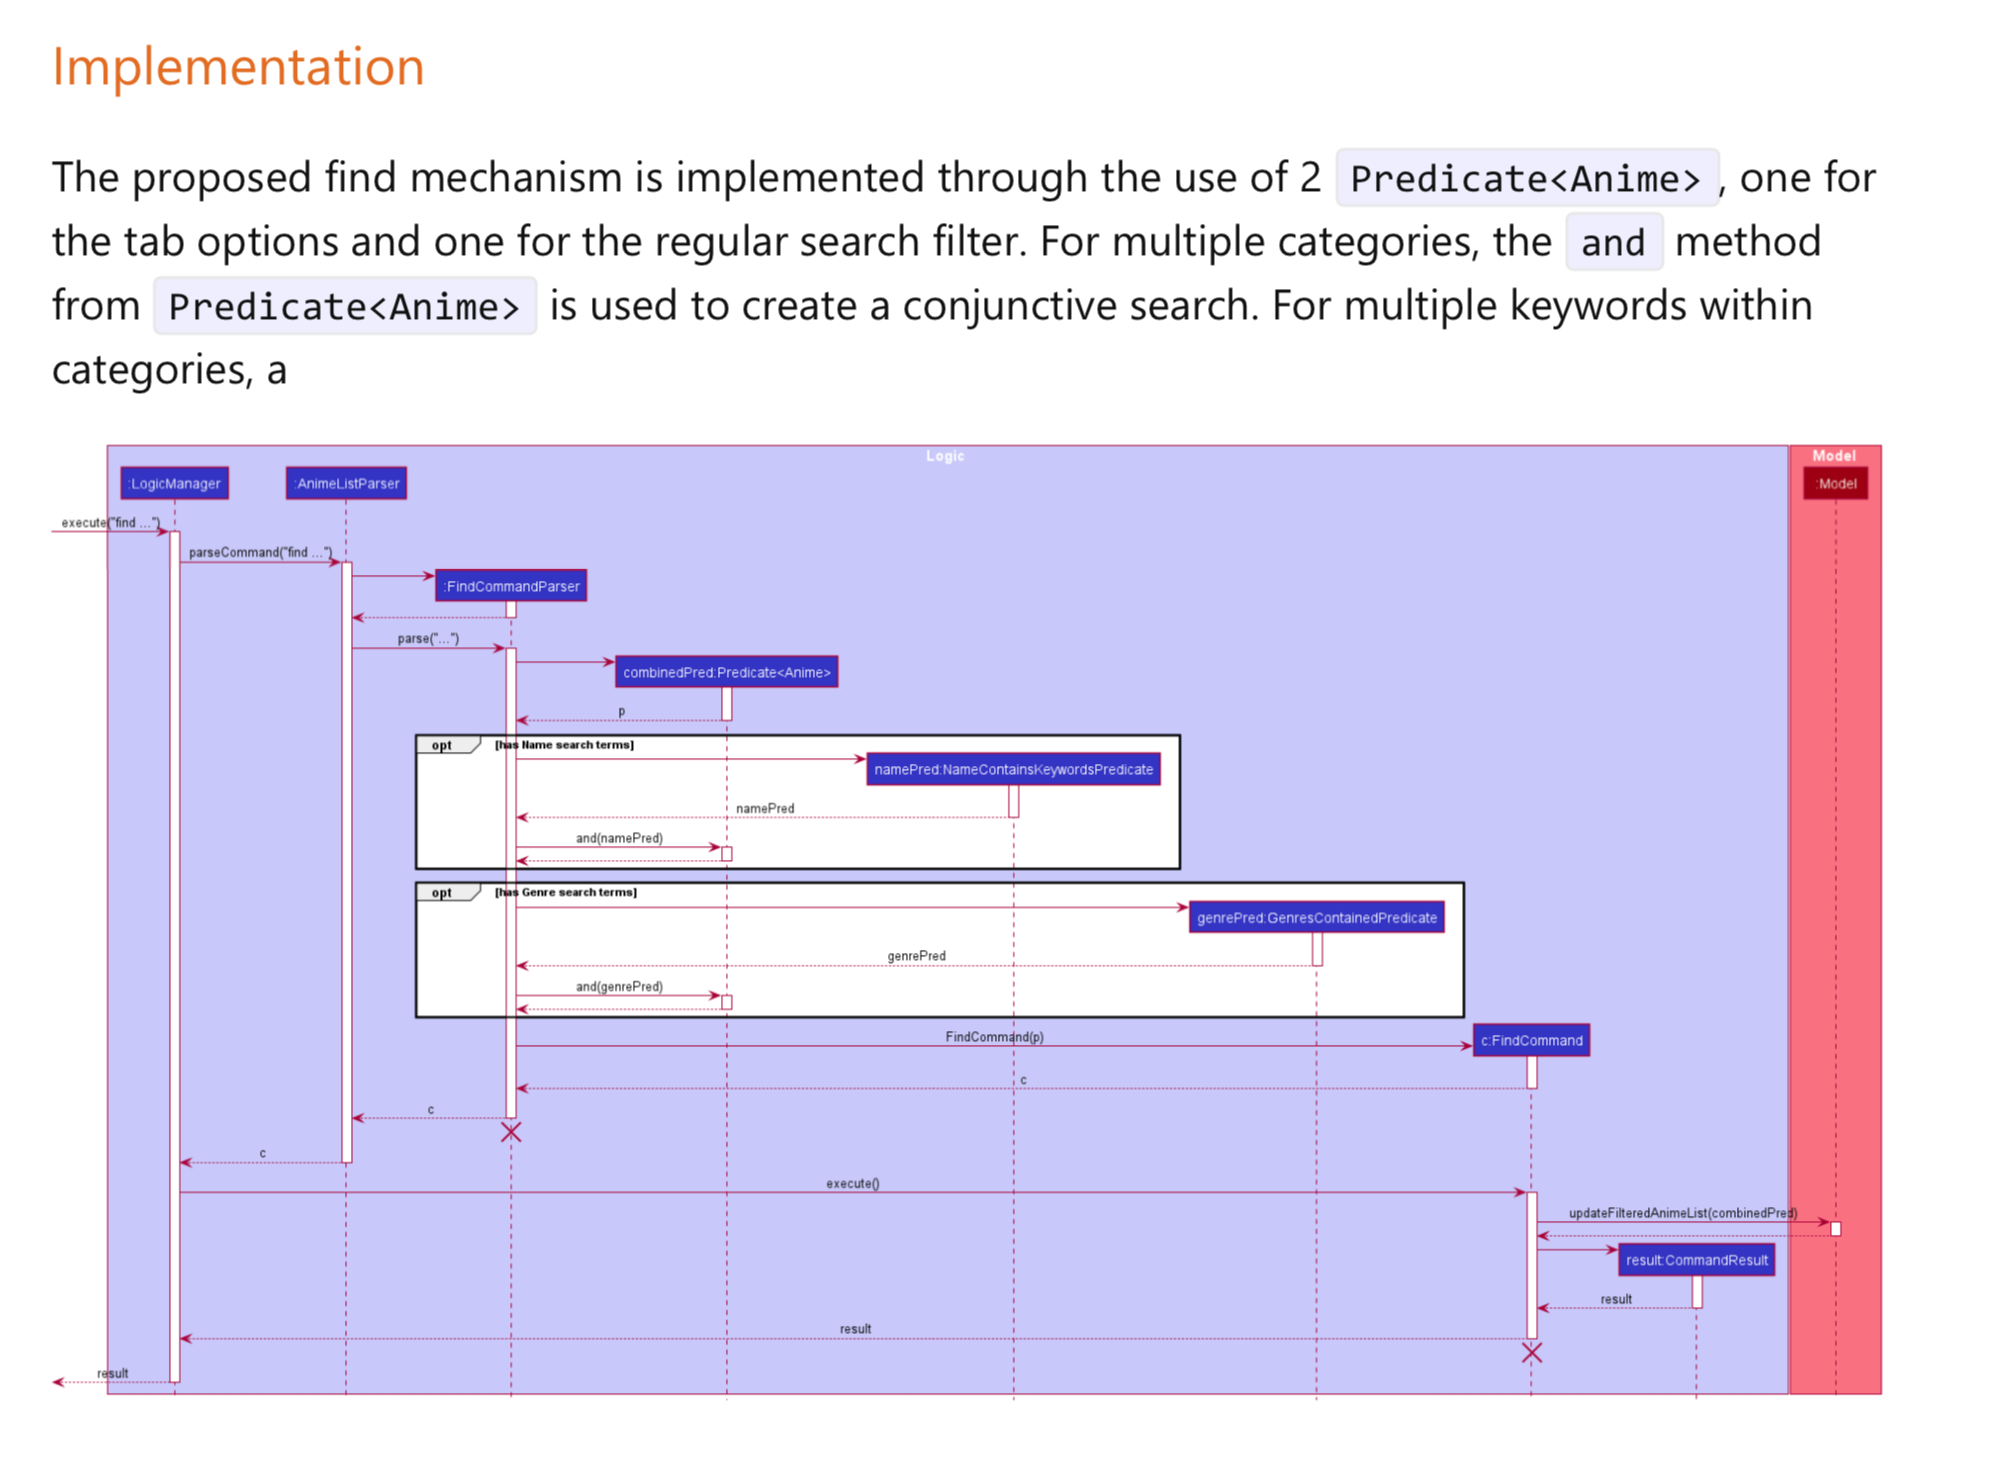 Implementation
The proposed find mechanism is implemented through the use of 2 Predicate<Anime>, one for
the tab options and one for the regular search filter. For multiple categories, the and method
from Predicate<Anime> is used to create a conjunctive search. For multiple keywords within
categories, a
Logic
Model
:LogicManager
:AnimeListParser
:Model
execute("find ...")
parseCommand("find ...")
:FindCommandParser
parse("...")
combinedPred:Predicate<Anime>
p
opt
[has Name search terms]
namePred:NameContainsKeywordsPredicate
namePred
and(namePred)
opt
[has Genre search terms]
genrePred:GenresContainedPredicate
genrePred
and(genrePred)
FindCommand(p)
c:FindCommand
c
c
c
execute()
updateFilteredAnimeList(combinedPred)
result:CommandResult
result
result
result